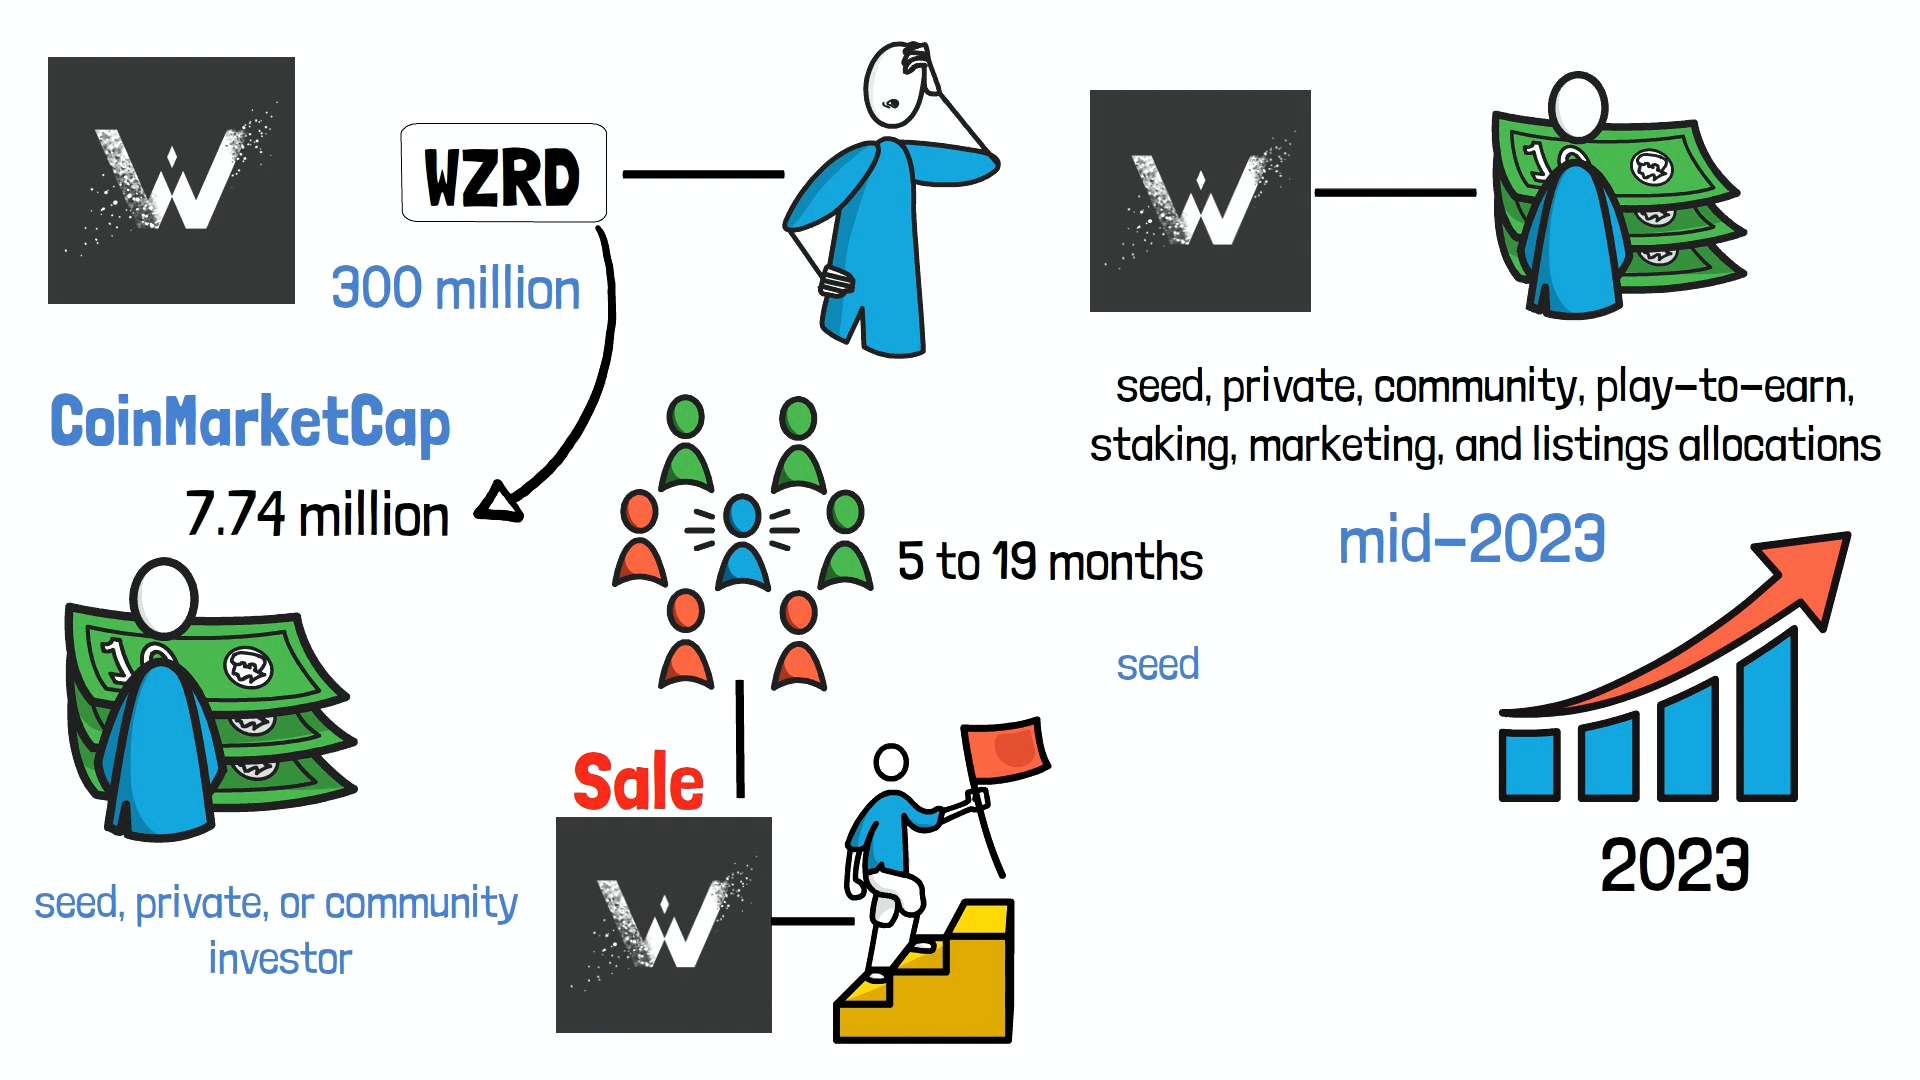 WZRD
300 million
CoinMarketCap
7.74 million
seed, private, or community
investor
5 to 19 months
seed
Sale
seed, private, community, play-to-earn,
staking, marketing, and listings allocations
mid-2023
2023